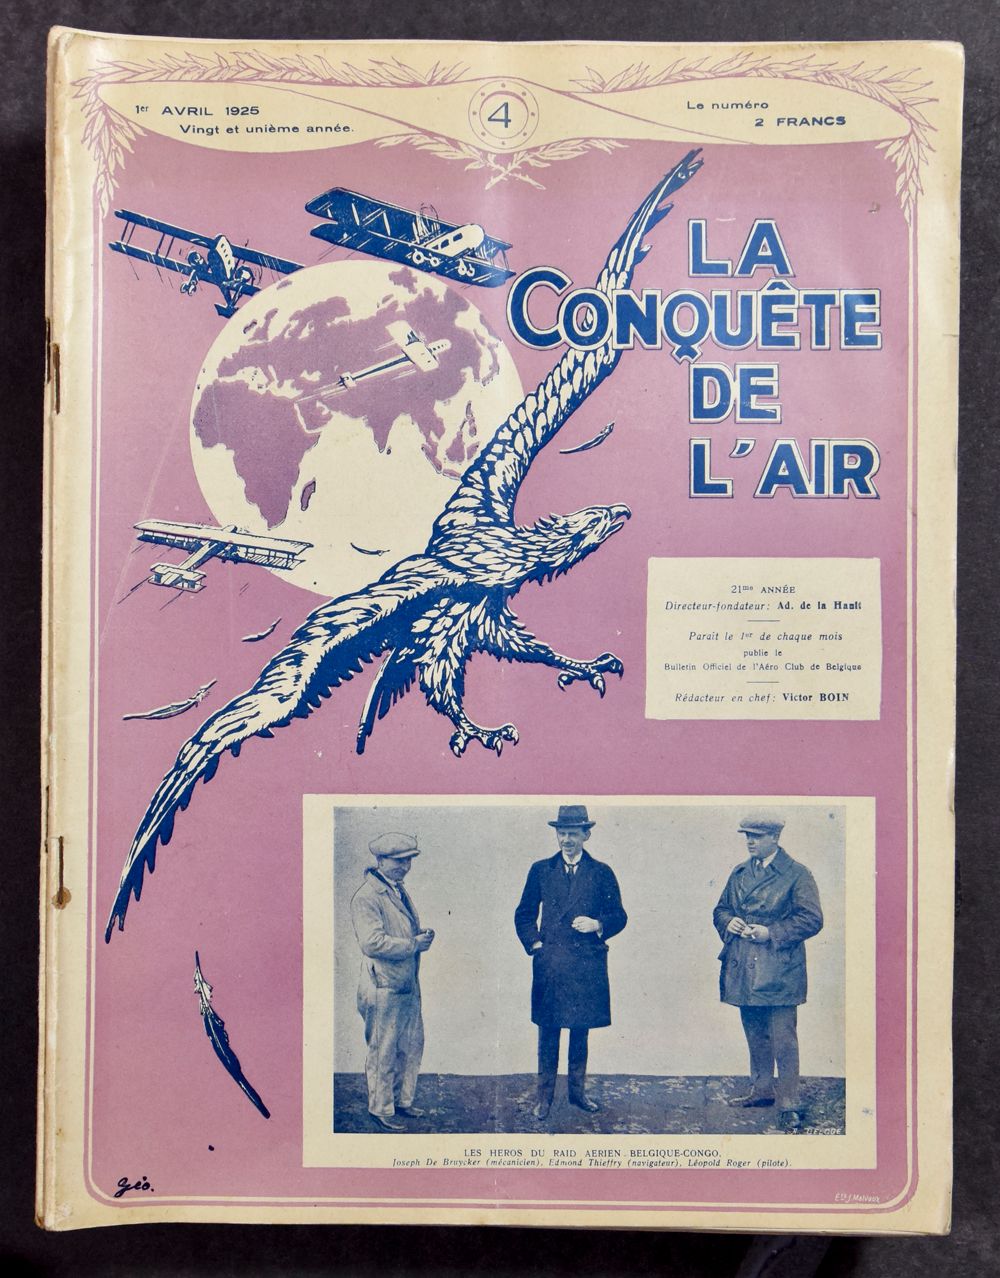 1er AVRIL 1925
Vingt et unième année.
4
Le numéro
2 FRANCS
LA
CONQUÊTE
DE
L'AIR
21me ANNÉE
Directeur-fondateur: Ad. de la Hault
Paraît le 1er de chaque mois
publie le
Bulletin Officiel de l'Aéro Club de Belgique
Rédacteur en chef: Victor BOIN
LES HEROS DU RAID AERIEN BELGIQUE-CONGO.
Joseph De Bruycker (mécanicien), Edmond Thieffry (navigateur), Léopold Roger (pilote).
Géo.
Ets J. Malvaux